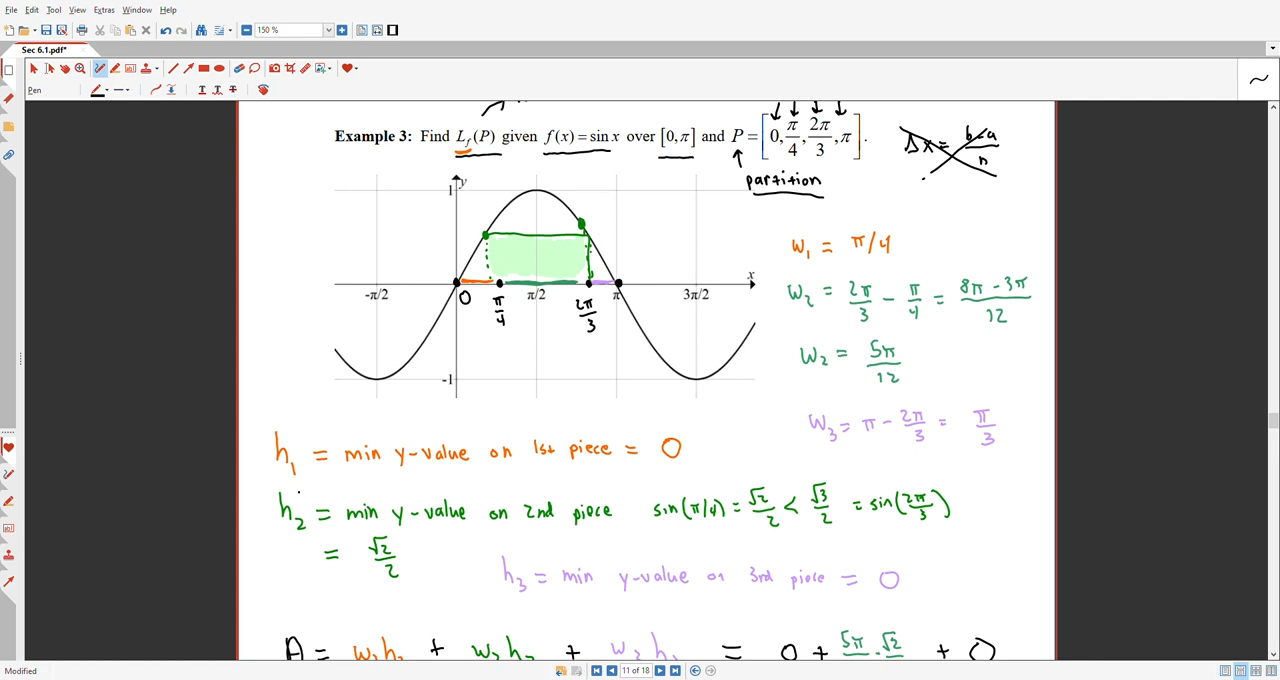 File Edit Tool View Extras Window Help
150 %
Sec 6.1.pdf*
Pen
Example 3: Find L_f(P) given f(x) = sin x over [0, π] and P = [0, π/4, 2π/3, π].
Δx = b-a/n
partition
y
1
x
-π/2 0 π/4 π/2 2π/3 π 3π/2
-1
w₁ = π/4
w₂ = 2π/3 - π/4 = 8π - 3π/12
w₂ = 5π/12
w₃ = π - 2π/3 = π/3
h₁ = min y-value on 1st piece = 0
h₂ = min y-value on 2nd piece sin(π/4) = √2/2 < √3/2 = sin(2π/3)
= √2/2
h₃ = min y-value on 3rd piece = 0
A = w₁h₁ + w₂h₂ + w₃h₃ = 0 + 5π · √2 + 0
Modified
11 of 18